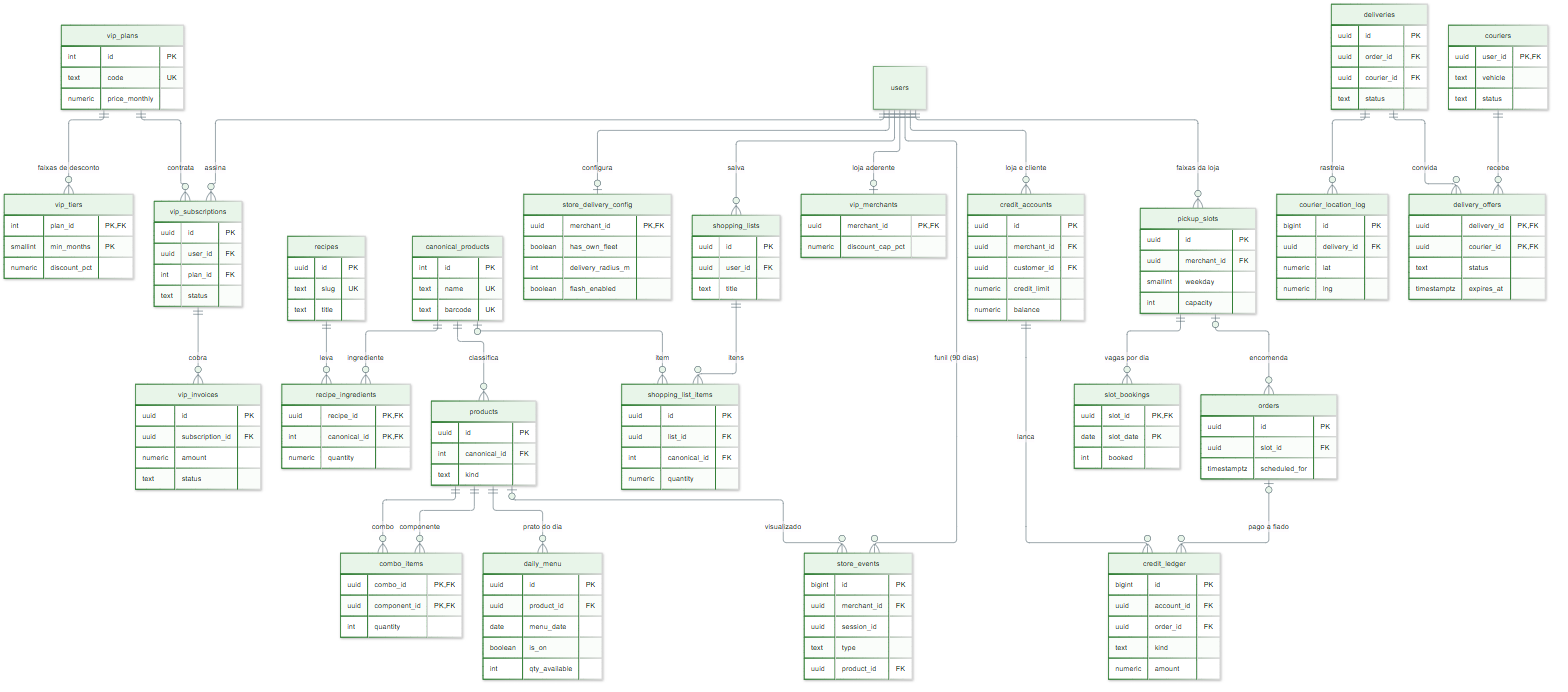 vip_plans
int id PK
text code UK
numeric price_monthly
users
deliveries
uuid id PK
uuid order_id FK
uuid courier_id FK
text status
couriers
uuid user_id PK,FK
text vehicle
text status
faixas de desconto
contrata
assina
configura
salva
loja aderente
loja e cliente
faixas da loja
rastreia
convida
recebe
vip_tiers
int plan_id PK,FK
smallint min_months PK
numeric discount_pct
vip_subscriptions
uuid id PK
uuid user_id FK
int plan_id FK
text status
recipes
uuid id PK
text slug UK
text title
canonical_products
int id PK
text name UK
text barcode UK
store_delivery_config
uuid merchant_id PK,FK
boolean has_own_fleet
int delivery_radius_m
boolean flash_enabled
shopping_lists
uuid id PK
uuid user_id FK
text title
vip_merchants
uuid merchant_id PK,FK
numeric discount_cap_pct
credit_accounts
uuid id PK
uuid merchant_id FK
uuid customer_id FK
numeric credit_limit
numeric balance
pickup_slots
uuid id PK
uuid merchant_id FK
smallint weekday
int capacity
courier_location_log
bigint id PK
uuid delivery_id FK
numeric lat
numeric lng
delivery_offers
uuid delivery_id PK,FK
uuid courier_id PK,FK
text status
timestamptz expires_at
cobra
leva
ingrediente
classifica
item
itens
funil (90 dias)
vagas por dia
encomenda
vip_invoices
uuid id PK
uuid subscription_id FK
numeric amount
text status
recipe_ingredients
uuid recipe_id PK,FK
int canonical_id PK,FK
numeric quantity
products
uuid id PK
int canonical_id FK
text kind
shopping_list_items
uuid id PK
uuid list_id FK
int canonical_id FK
numeric quantity
lanca
slot_bookings
uuid slot_id PK,FK
date slot_date PK
int booked
orders
uuid id PK
uuid slot_id FK
timestamptz scheduled_for
combo
componente
prato do dia
visualizado
pago a fiado
combo_items
uuid combo_id PK,FK
uuid component_id PK,FK
int quantity
daily_menu
uuid id PK
uuid product_id FK
date menu_date
boolean is_on
int qty_available
store_events
bigint id PK
uuid merchant_id FK
uuid session_id
text type
uuid product_id FK
credit_ledger
bigint id PK
uuid account_id FK
uuid order_id FK
text kind
numeric amount